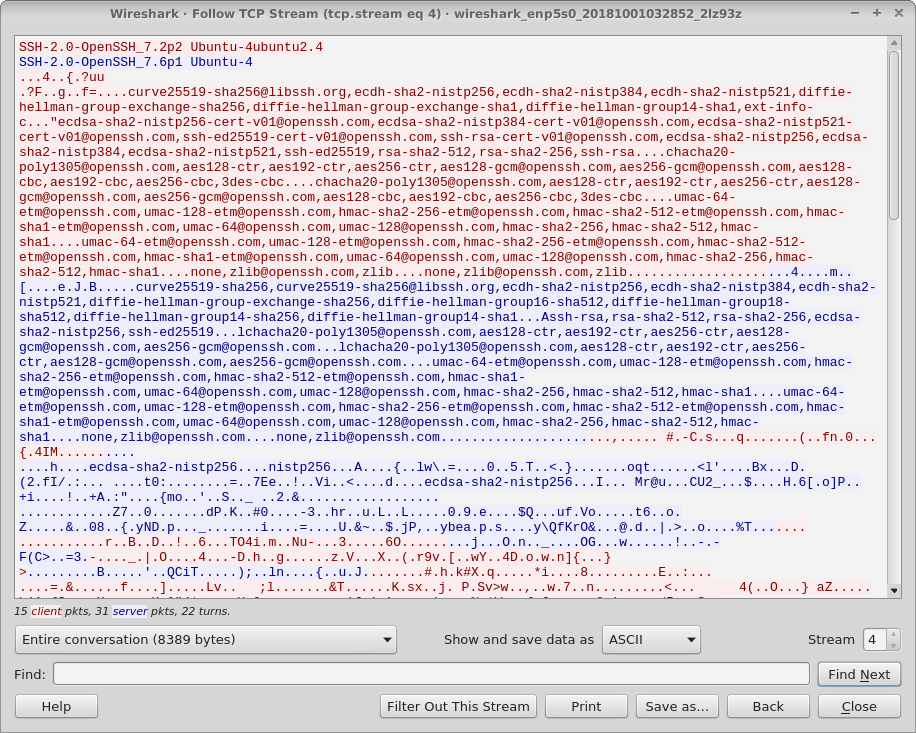 Wireshark · Follow TCP Stream (tcp.stream eq 4) · wireshark_enp5s0_20181001032852_2lz93z
SSH-2.0-OpenSSH_7.2p2 Ubuntu-4ubuntu2.4
SSH-2.0-OpenSSH_7.6p1 Ubuntu-4
...4..{.?uu
.?F..g..f=....curve25519-sha256@libssh.org,ecdh-sha2-nistp256,ecdh-sha2-nistp384,ecdh-sha2-nistp521,diffie-
hellman-group-exchange-sha256,diffie-hellman-group-exchange-sha1,diffie-hellman-group14-sha1,ext-info-
c..."ecdsa-sha2-nistp256-cert-v01@openssh.com,ecdsa-sha2-nistp384-cert-v01@openssh.com,ecdsa-sha2-nistp521-
cert-v01@openssh.com,ssh-ed25519-cert-v01@openssh.com,ssh-rsa-cert-v01@openssh.com,ecdsa-sha2-nistp256,ecdsa-
sha2-nistp384,ecdsa-sha2-nistp521,ssh-ed25519,rsa-sha2-512,rsa-sha2-256,ssh-rsa....chacha20-
poly1305@openssh.com,aes128-ctr,aes192-ctr,aes256-ctr,aes128-gcm@openssh.com,aes256-gcm@openssh.com,aes128-
cbc,aes192-cbc,aes256-cbc,3des-cbc....chacha20-poly1305@openssh.com,aes128-ctr,aes192-ctr,aes256-ctr,aes128-
gcm@openssh.com,aes256-gcm@openssh.com,aes128-cbc,aes192-cbc,aes256-cbc,3des-cbc....umac-64-
etm@openssh.com,umac-128-etm@openssh.com,hmac-sha2-256-etm@openssh.com,hmac-sha2-512-etm@openssh.com,hmac-
sha1-etm@openssh.com,umac-64@openssh.com,umac-128@openssh.com,hmac-sha2-256,hmac-sha2-512,hmac-
sha1....umac-64-etm@openssh.com,umac-128-etm@openssh.com,hmac-sha2-256-etm@openssh.com,hmac-sha2-512-
etm@openssh.com,hmac-sha1-etm@openssh.com,umac-64@openssh.com,umac-128@openssh.com,hmac-sha2-256,hmac-
sha2-512,hmac-sha1....none,zlib@openssh.com,zlib....none,zlib@openssh.com,zlib.....................4....m..
[....e.J.B.....curve25519-sha256,curve25519-sha256@libssh.org,ecdh-sha2-nistp256,ecdh-sha2-nistp384,ecdh-sha2-
nistp521,diffie-hellman-group-exchange-sha256,diffie-hellman-group16-sha512,diffie-hellman-group18-
sha512,diffie-hellman-group14-sha256,diffie-hellman-group14-sha1...Assh-rsa,rsa-sha2-512,rsa-sha2-256,ecdsa-
sha2-nistp256,ssh-ed25519...lchacha20-poly1305@openssh.com,aes128-ctr,aes192-ctr,aes256-ctr,aes128-
gcm@openssh.com,aes256-gcm@openssh.com...lchacha20-poly1305@openssh.com,aes128-ctr,aes192-ctr,aes256-
ctr,aes128-gcm@openssh.com,aes256-gcm@openssh.com....umac-64-etm@openssh.com,umac-128-etm@openssh.com,hmac-
sha2-256-etm@openssh.com,hmac-sha2-512-etm@openssh.com,hmac-sha1-
etm@openssh.com,umac-64@openssh.com,umac-128@openssh.com,hmac-sha2-256,hmac-sha2-512,hmac-sha1....umac-64-
etm@openssh.com,umac-128-etm@openssh.com,hmac-sha2-256-etm@openssh.com,hmac-sha2-512-etm@openssh.com,hmac-
sha1-etm@openssh.com,umac-64@openssh.com,umac-128@openssh.com,hmac-sha2-256,hmac-sha2-512,hmac-
sha1....none,zlib@openssh.com....none,zlib@openssh.com.......................,..... #.-C.s...q.......(..fn.0...
{.4IM..........
....h....ecdsa-sha2-nistp256....nistp256...A....{..lw\.=....0..5.T..<.}.......oqt......<l'....Bx...D.
(2.fI/.:... ....t0:........=..7Ee..!..Vi..<....d....ecdsa-sha2-nistp256...I... Mr@u...CU2_...$....H.6[.o]P..
+i....!..+A.:"....{mo..'..S.._ ..2.&.................
............Z7..0.......dP.K..#0....-3..hr..u.L..L.....0.9.e....$Q...uf.Vo.....t6..o.
Z.....&..08..{.yND.p..._.......i....=....U.&~..$.jP,..ybea.p.s....y\QfKrO&...@.d..|.>..o....%T.......
...........r..B..D..!..6...TO4i.m..Nu-...3.....6O.........j...O.n.._....OG...w......!..-.-
F(C>..=3.-...._.|.O....4...-D.h..g......z.V...X..(.r9v.[..wY..4D.o.w.n]{...}
>.........B.....'..QCiT.....);..ln....{..u.J........#.h.k#X.q.....*i....8.........E..:...
....=.&......f....]....
15 client pkts, 31 server pkts, 22 turns.
Entire conversation (8389 bytes)
Show and save data as
ASCII
Stream
4
Find:
Find Next
Help
Filter Out This Stream
Print
Save as…
Back
Close